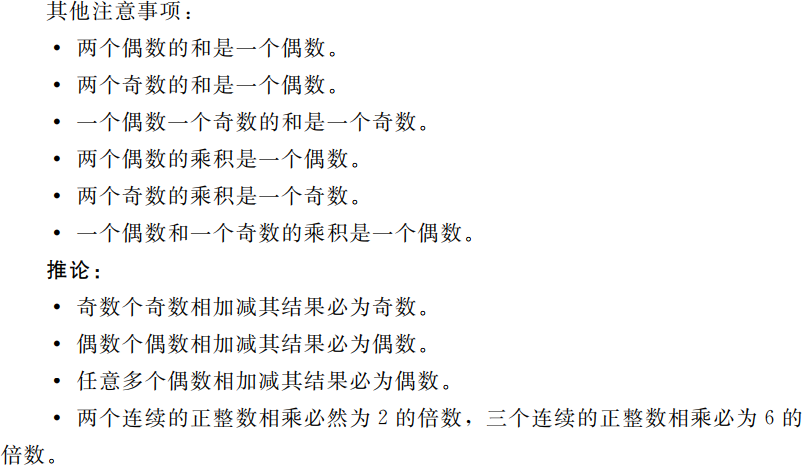 其他注意事项：
• 两个偶数的和是一个偶数。
• 两个奇数的和是一个偶数。
• 一个偶数一个奇数的和是一个奇数。
• 两个偶数的乘积是一个偶数。
• 两个奇数的乘积是一个奇数。
• 一个偶数和一个奇数的乘积是一个偶数。
推论：
• 奇数个奇数相加减其结果必为奇数。
• 偶数个偶数相加减其结果必为偶数。
• 任意多个偶数相加减其结果必为偶数。
• 两个连续的正整数相乘必然为 2 的倍数，三个连续的正整数相乘必为 6 的
倍数。